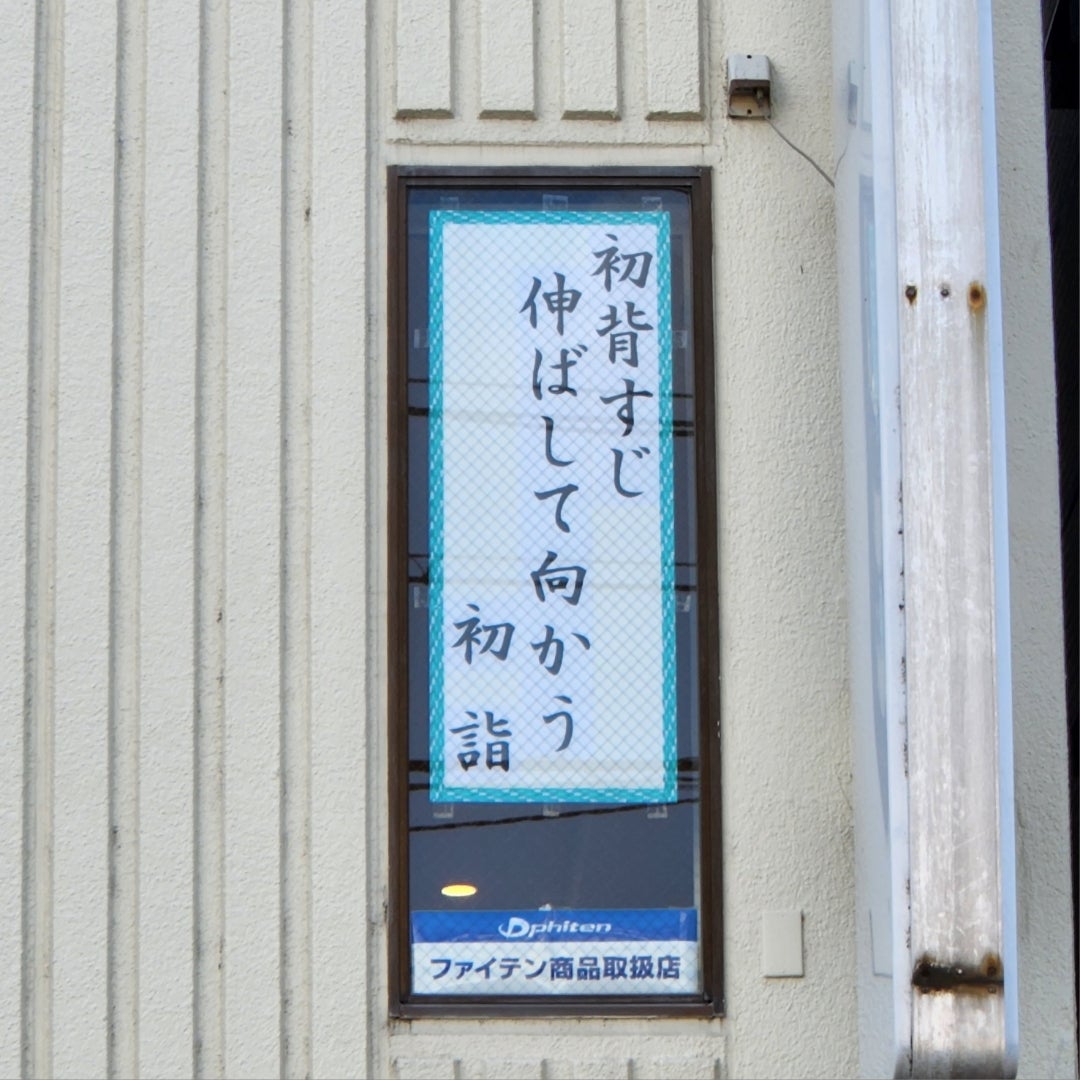 初背すじ
伸ばして向かう
初詣
phiten
ファイテン商品取扱店